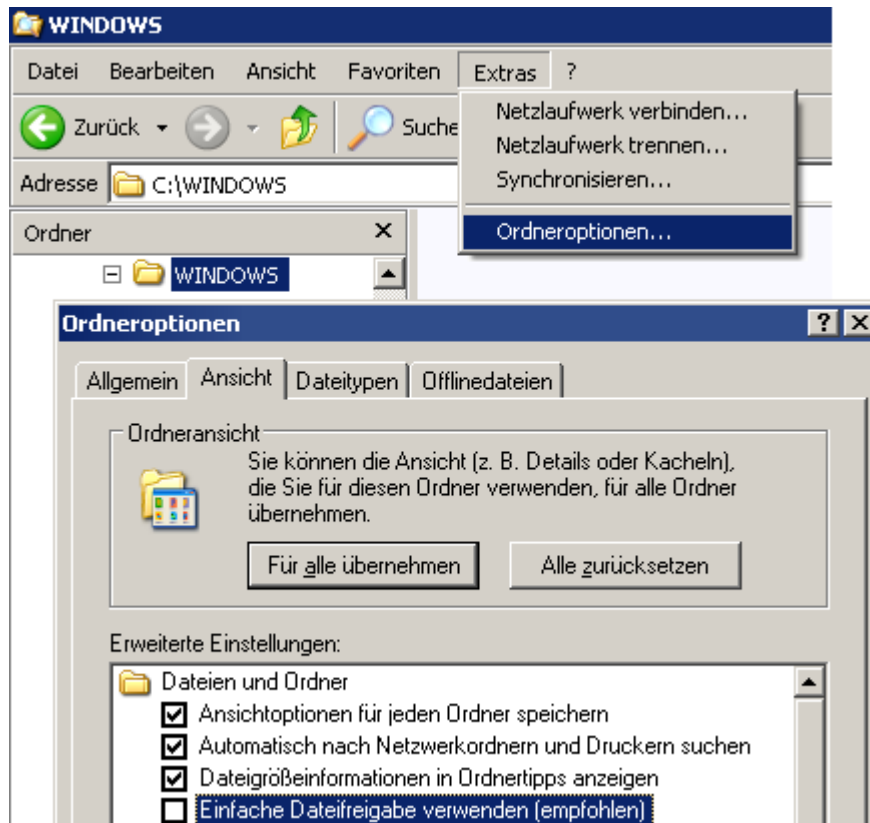 WINDOWS
Datei Bearbeiten Ansicht Favoriten Extras ?
Zurück Suche
Netzlaufwerk verbinden...
Netzlaufwerk trennen...
Synchronisieren...
Ordneroptionen...
Adresse C:\WINDOWS
Ordner
WINDOWS
Ordneroptionen
Allgemein Ansicht Dateitypen Offlinedateien
Ordneransicht
Sie können die Ansicht (z. B. Details oder Kacheln),
die Sie für diesen Ordner verwenden, für alle Ordner
übernehmen.
Für alle übernehmen Alle zurücksetzen
Erweiterte Einstellungen:
Dateien und Ordner
Ansichtoptionen für jeden Ordner speichern
Automatisch nach Netzwerkordnern und Druckern suchen
Dateigrößeinformationen in Ordnertipps anzeigen
Einfache Dateifreigabe verwenden (empfohlen)